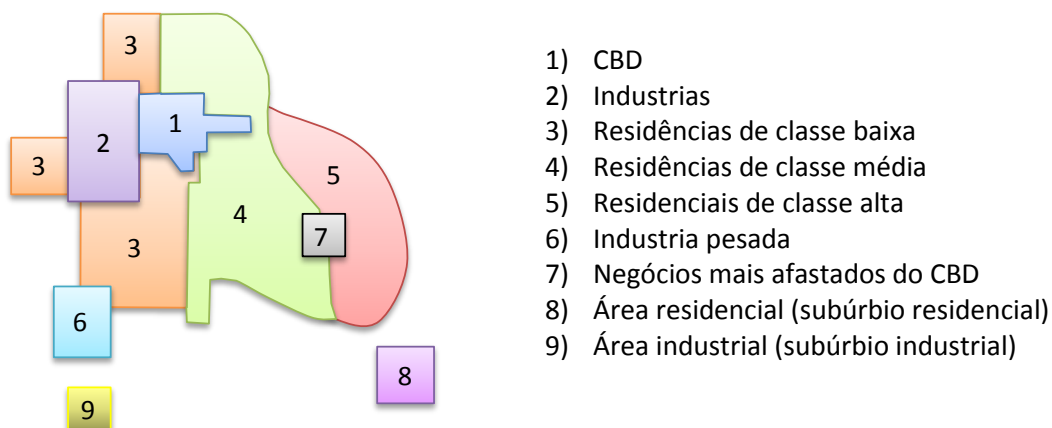 3
1
2
3
5
4
3
7
6
8
9
1) CBD
2) Industrias
3) Residências de classe baixa
4) Residências de classe média
5) Residenciais de classe alta
6) Industria pesada
7) Negócios mais afastados do CBD
8) Área residencial (subúrbio residencial)
9) Área industrial (subúrbio industrial)